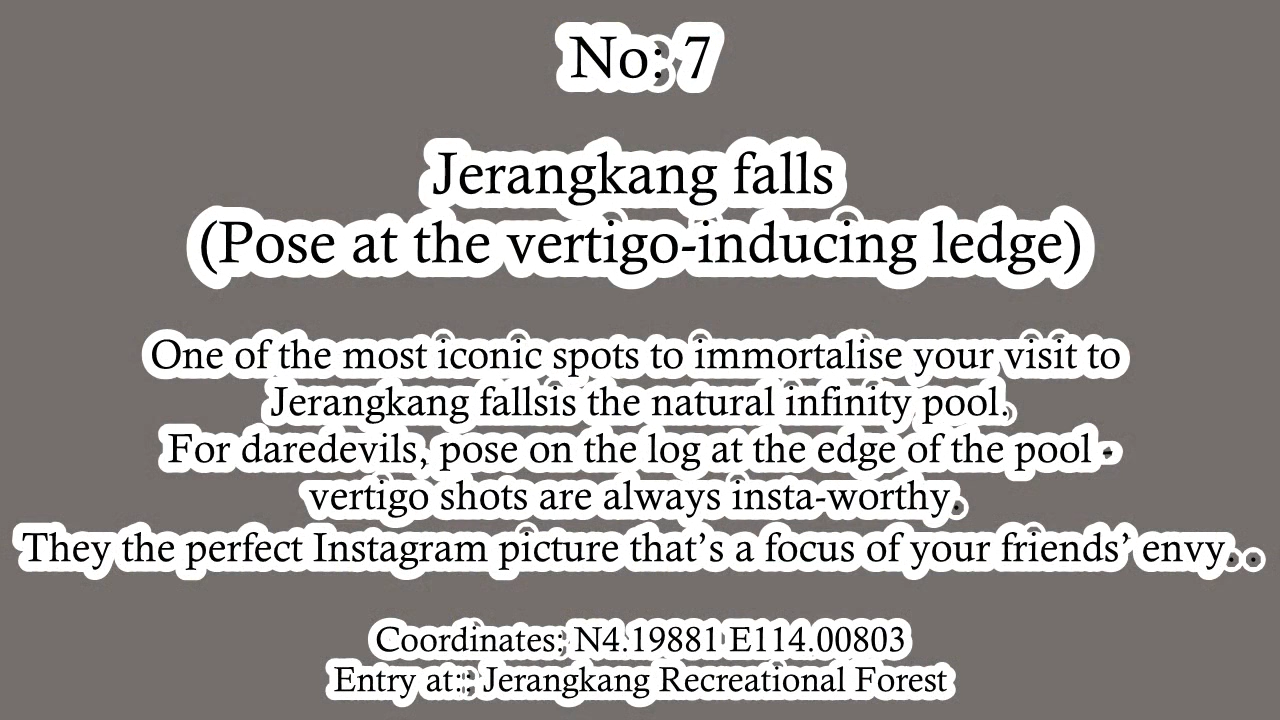 No: 7
Jerangkang falls
(Pose at the vertigo-inducing ledge)
One of the most iconic spots to immortalise your visit to
Jerangkang fallsis the natural infinity pool.
For daredevils, pose on the log at the edge of the pool -
vertigo shots are always insta-worthy.
They the perfect Instagram picture that’s a focus of your friends’ envy..
Coordinates: N4.19881 E114.00803
Entry at:: Jerangkang Recreational Forest